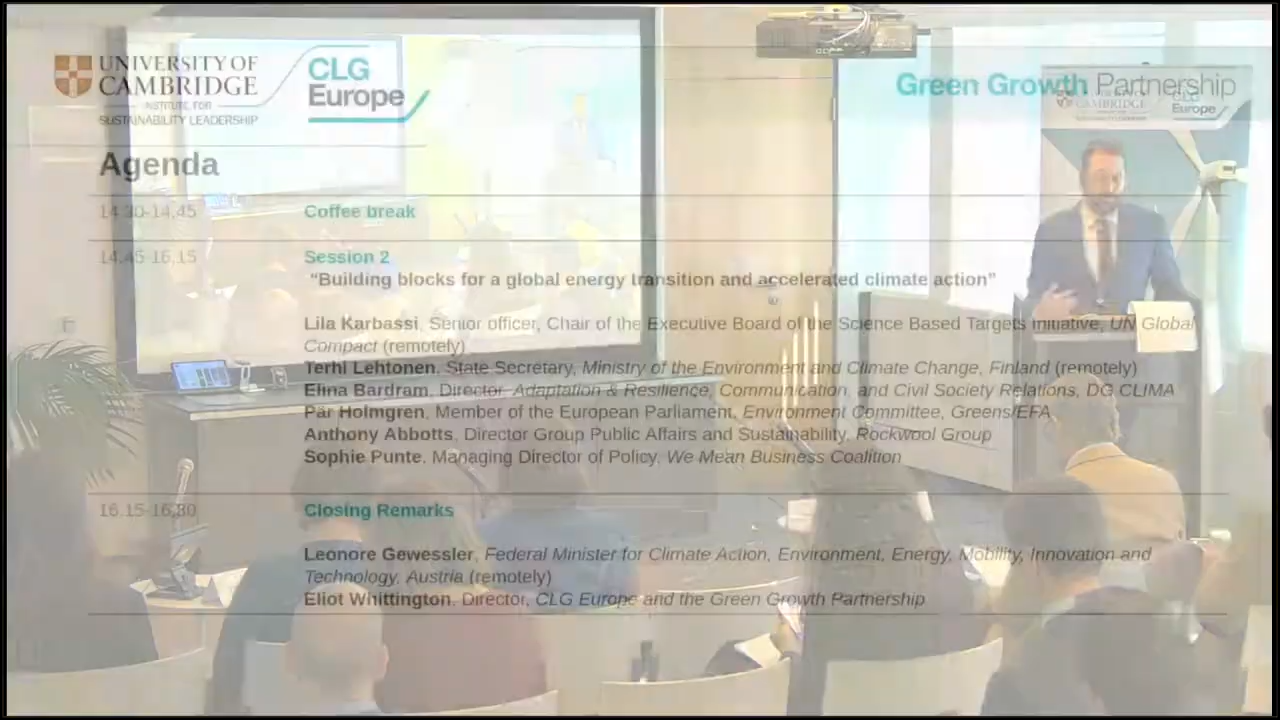 UNIVERSITY OF
CAMBRIDGE
INSTITUTE FOR
SUSTAINABILITY LEADERSHIP
CLG
Europe
Green Growth Partnership
CAMBRIDGE
CLG
Europe
Agenda
14.30-14.45 Coffee break
14.45-16.15 Session 2
“Building blocks for a global energy transition and accelerated climate action”
Lila Karbassi, Senior officer, Chair of the Executive Board of the Science Based Targets Initiative, UN Global
Compact (remotely)
Terhi Lehtonen, State Secretary, Ministry of the Environment and Climate Change, Finland (remotely)
Elina Bardram, Director, Adaptation & Resilience, Communication, and Civil Society Relations, DG CLIMA
Pär Holmgren, Member of the European Parliament, Environment Committee, Greens/EFA
Anthony Abbotts, Director Group Public Affairs and Sustainability, Rockwool Group
Sophie Punte, Managing Director of Policy, We Mean Business Coalition
16.15-16.30 Closing Remarks
Leonore Gewessler, Federal Minister for Climate Action, Environment, Energy, Mobility, Innovation and
Technology, Austria (remotely)
Eliot Whittington, Director, CLG Europe and the Green Growth Partnership